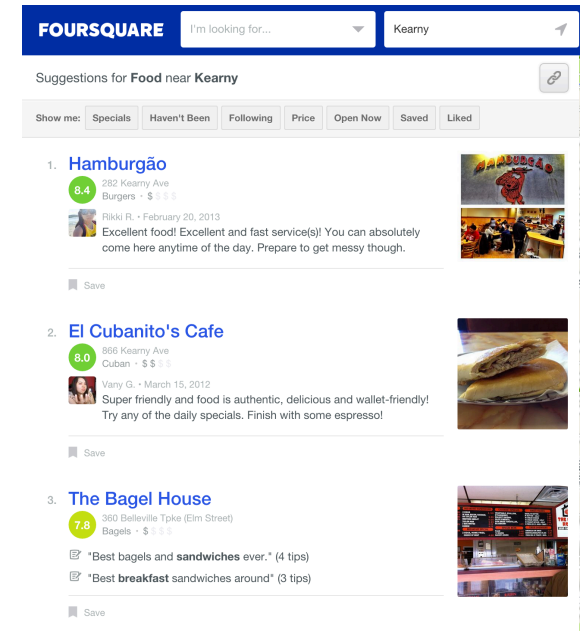 FOURSQUARE
I'm looking for...
Kearny
Suggestions for Food near Kearny
Show me: Specials Haven't Been Following Price Open Now Saved Liked
1. Hamburgão
8.4
282 Kearny Ave
Burgers • $ $ $ $
Rikki R. • February 20, 2013
Excellent food! Excellent and fast service(s)! You can absolutely
come here anytime of the day. Prepare to get messy though.
Save
HAMBURGÃO
2. El Cubanito's Cafe
8.0
866 Kearny Ave
Cuban • $ $ $ $
Vany G. • March 15, 2012
Super friendly and food is authentic, delicious and wallet-friendly!
Try any of the daily specials. Finish with some espresso!
Save
3. The Bagel House
7.8
360 Belleville Tpke (Elm Street)
Bagels • $ $ $ $
"Best bagels and sandwiches ever." (4 tips)
"Best breakfast sandwiches around" (3 tips)
Save